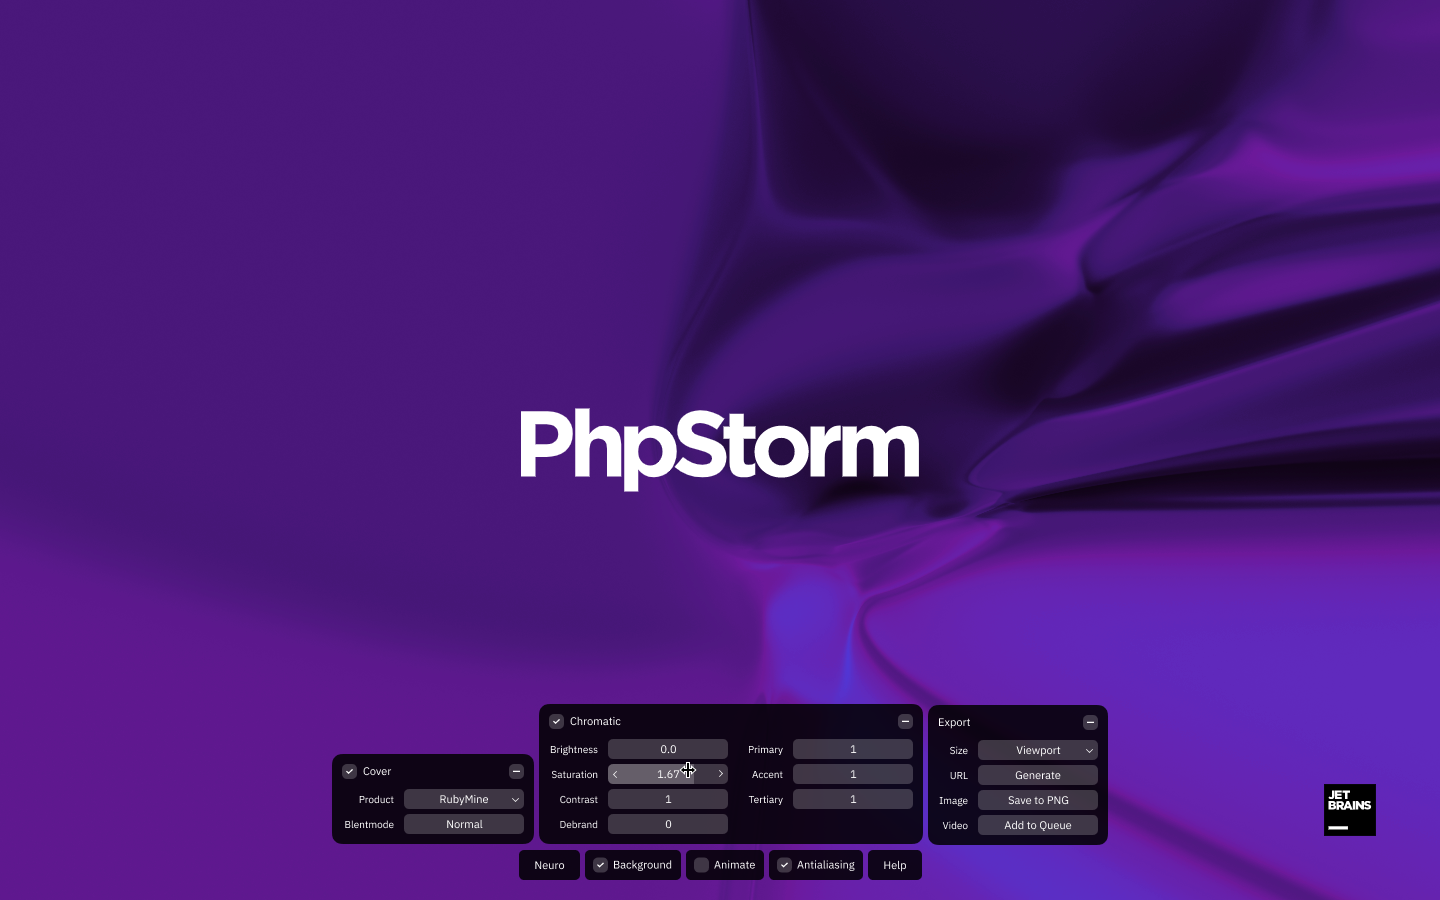 PhpStorm
Chromatic
Brightness 0.0 Primary 1
Saturation 1.67 Accent 1
Contrast 1 Tertiary 1
Debrand 0
Cover
Product RubyMine
Blentmode Normal
Export
Size Viewport
URL Generate
Image Save to PNG
Video Add to Queue
Neuro Background Animate Antialiasing Help
JET
BRAINS